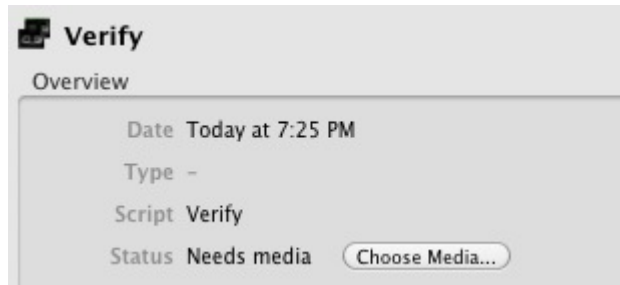 Verify
Overview
Date Today at 7:25 PM
Type -
Script Verify
Status Needs media Choose Media...